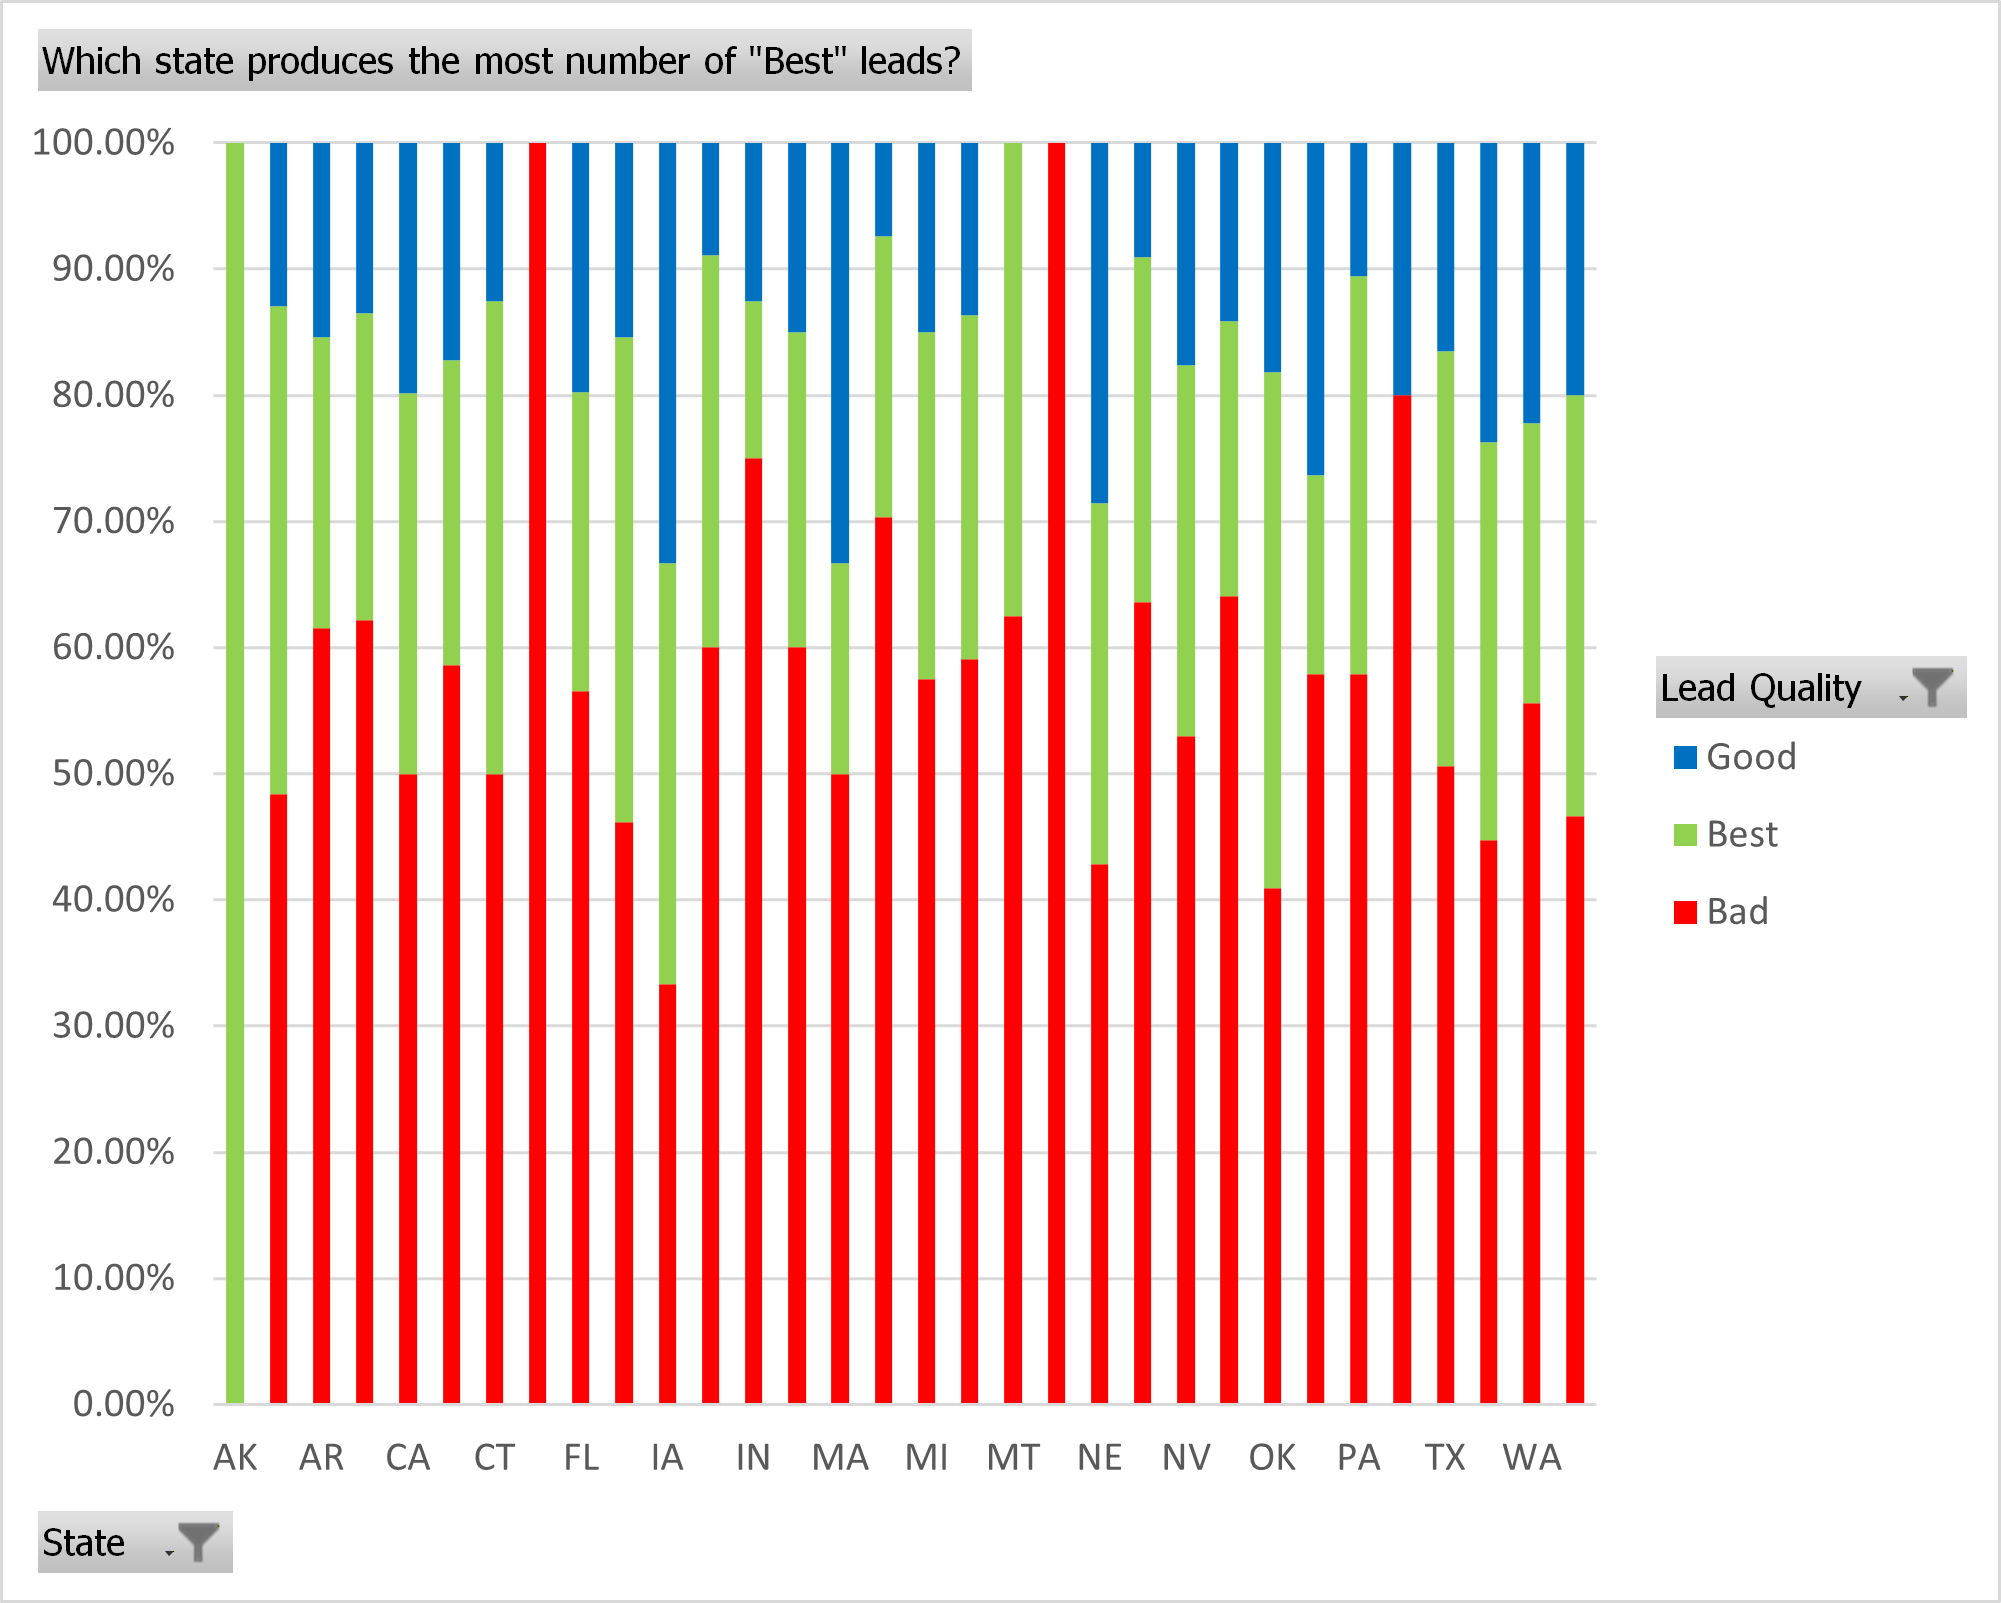 Which state produces the most number of "Best" leads?
100.00%
90.00%
80.00%
70.00%
60.00%
50.00%
40.00%
30.00%
20.00%
10.00%
0.00%
AK AR CA CT FL IA IN MA MI MT NE NV OK PA TX WA
Lead Quality
Good
Best
Bad
State